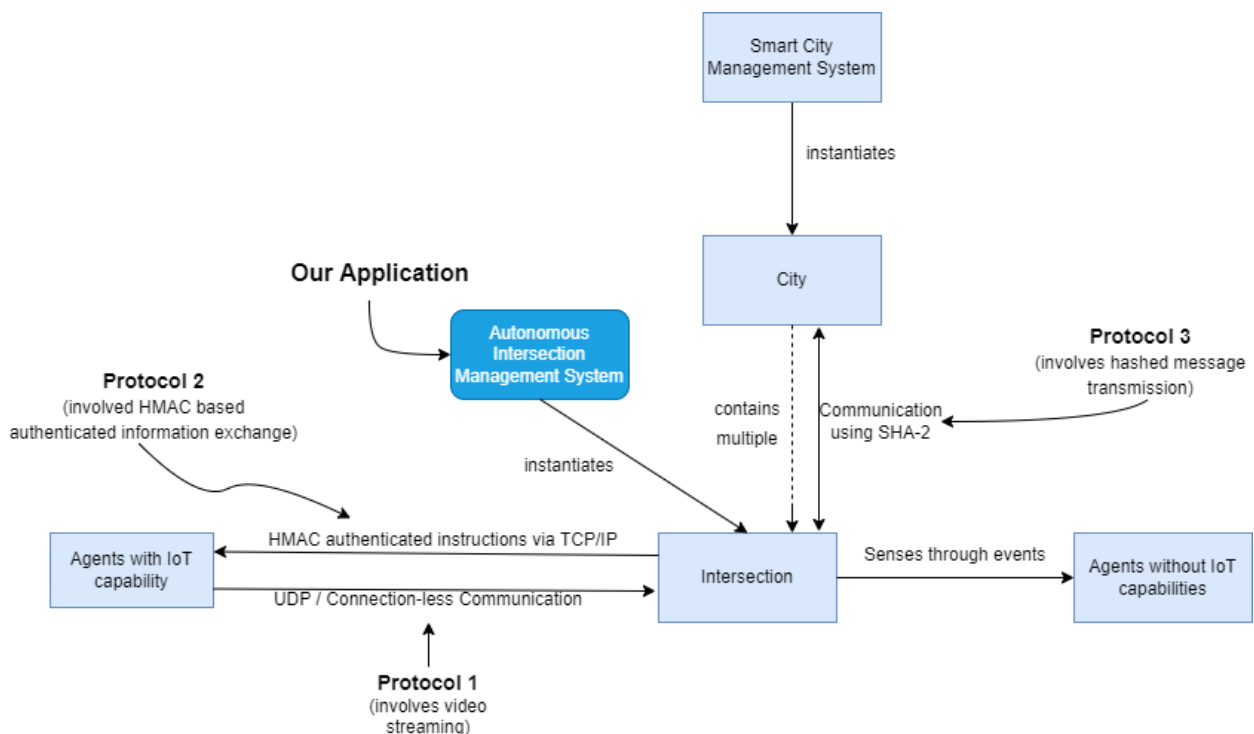 Smart City
Management System
instantiates
City
Our Application
Autonomous
Intersection
Management System
Protocol 3
(involves hashed message
transmission)
Protocol 2
(involved HMAC based
authenticated information exchange)
contains
multiple
Communication
using SHA-2
instantiates
HMAC authenticated instructions via TCP/IP
Agents with IoT
capability
UDP / Connection-less Communication
Intersection
Senses through events
Agents without IoT
capabilities
Protocol 1
(involves video
streaming)